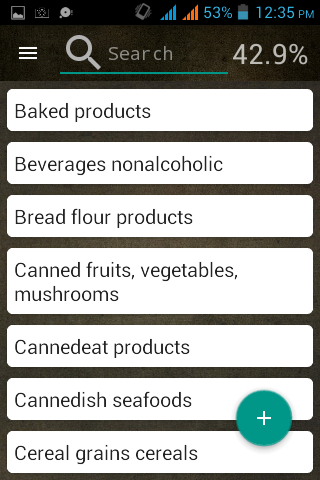 53% 12:35 PM
Search 42.9%
Baked products
Beverages nonalcoholic
Bread flour products
Canned fruits, vegetables,
mushrooms
Cannedeat products
Cannedish seafoods
+
Cereal grains cereals